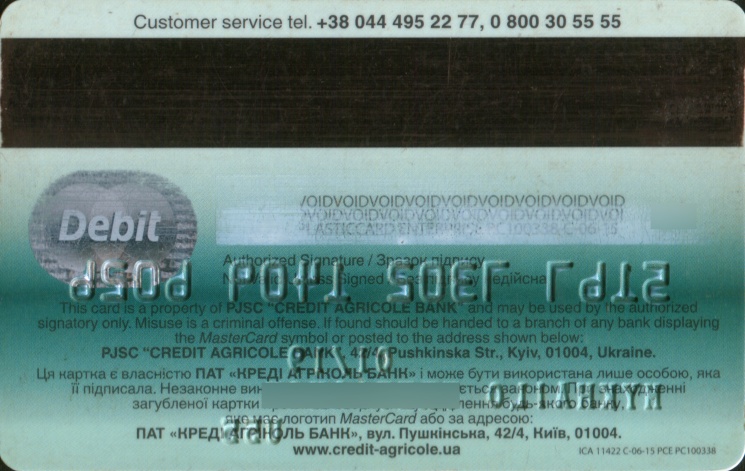 Customer service tel. +38 044 495 22 77, 0 800 30 55 55
VOIDVOIDVOIDVOIDVOIDVOIDVOIDVOIDVOID
Debit
Authorized Signature / Зразок підпису
This card is a property of PJSC "CREDIT AGRICOLE BANK" and may be used by the authorized
signatory only. Misuse is a criminal offense. If found should be handed to a branch of any bank displaying
the MasterCard symbol or posted to the address shown below:
PJSC "CREDIT AGRICOLE BANK", 42/4, Pushkinska Str., Kyiv, 01004, Ukraine.
Ця картка є власністю ПАТ «КРЕДІ АГРІКОЛЬ БАНК» і може бути використана лише особою, яка
її підписала. Незаконне
загубленої картки будь-якого банку,
яке має логотип MasterCard або за адресою:
ПАТ «КРЕДІ АГРІКОЛЬ БАНК», вул. Пушкінська, 42/4, Київ, 01004.
www.credit-agricole.ua
ICA 11422 C-06-15 PCE PC100338